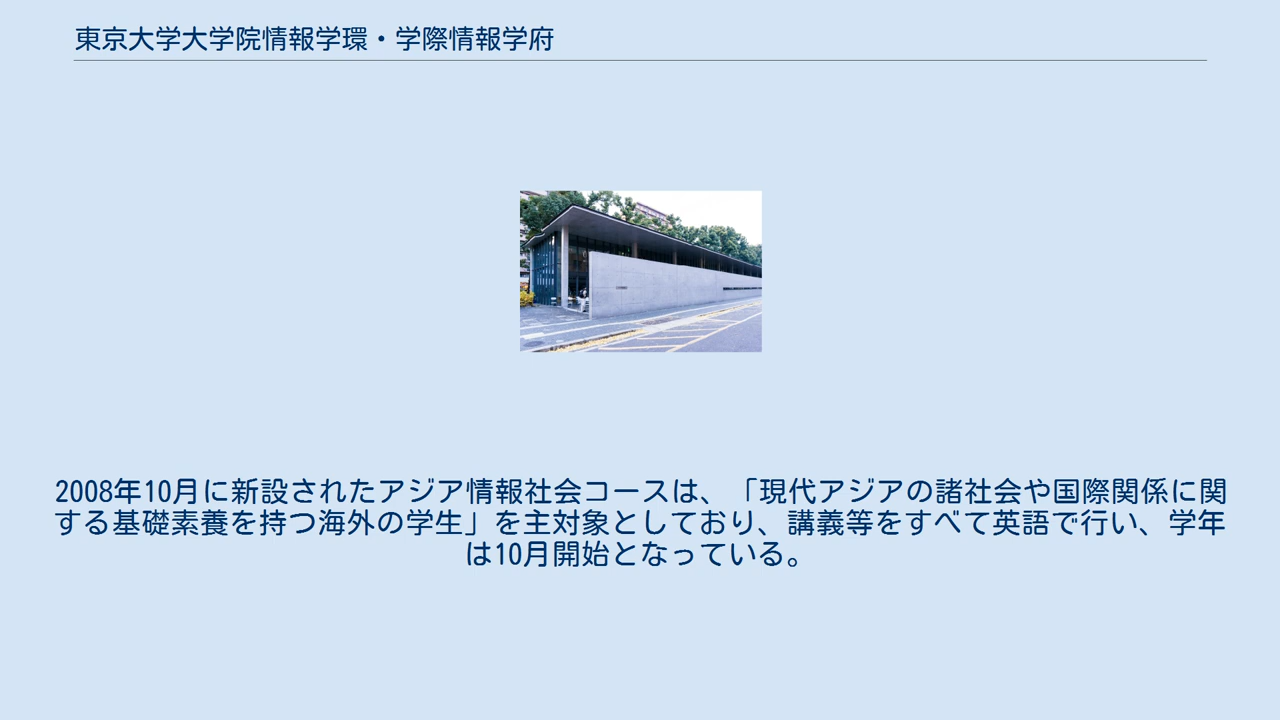 東京大学大学院情報学環・学際情報学府
2008年10月に新設されたアジア情報社会コースは、「現代アジアの諸社会や国際関係に関
する基礎素養を持つ海外の学生」を主対象としており、講義等をすべて英語で行い、学年
は10月開始となっている。